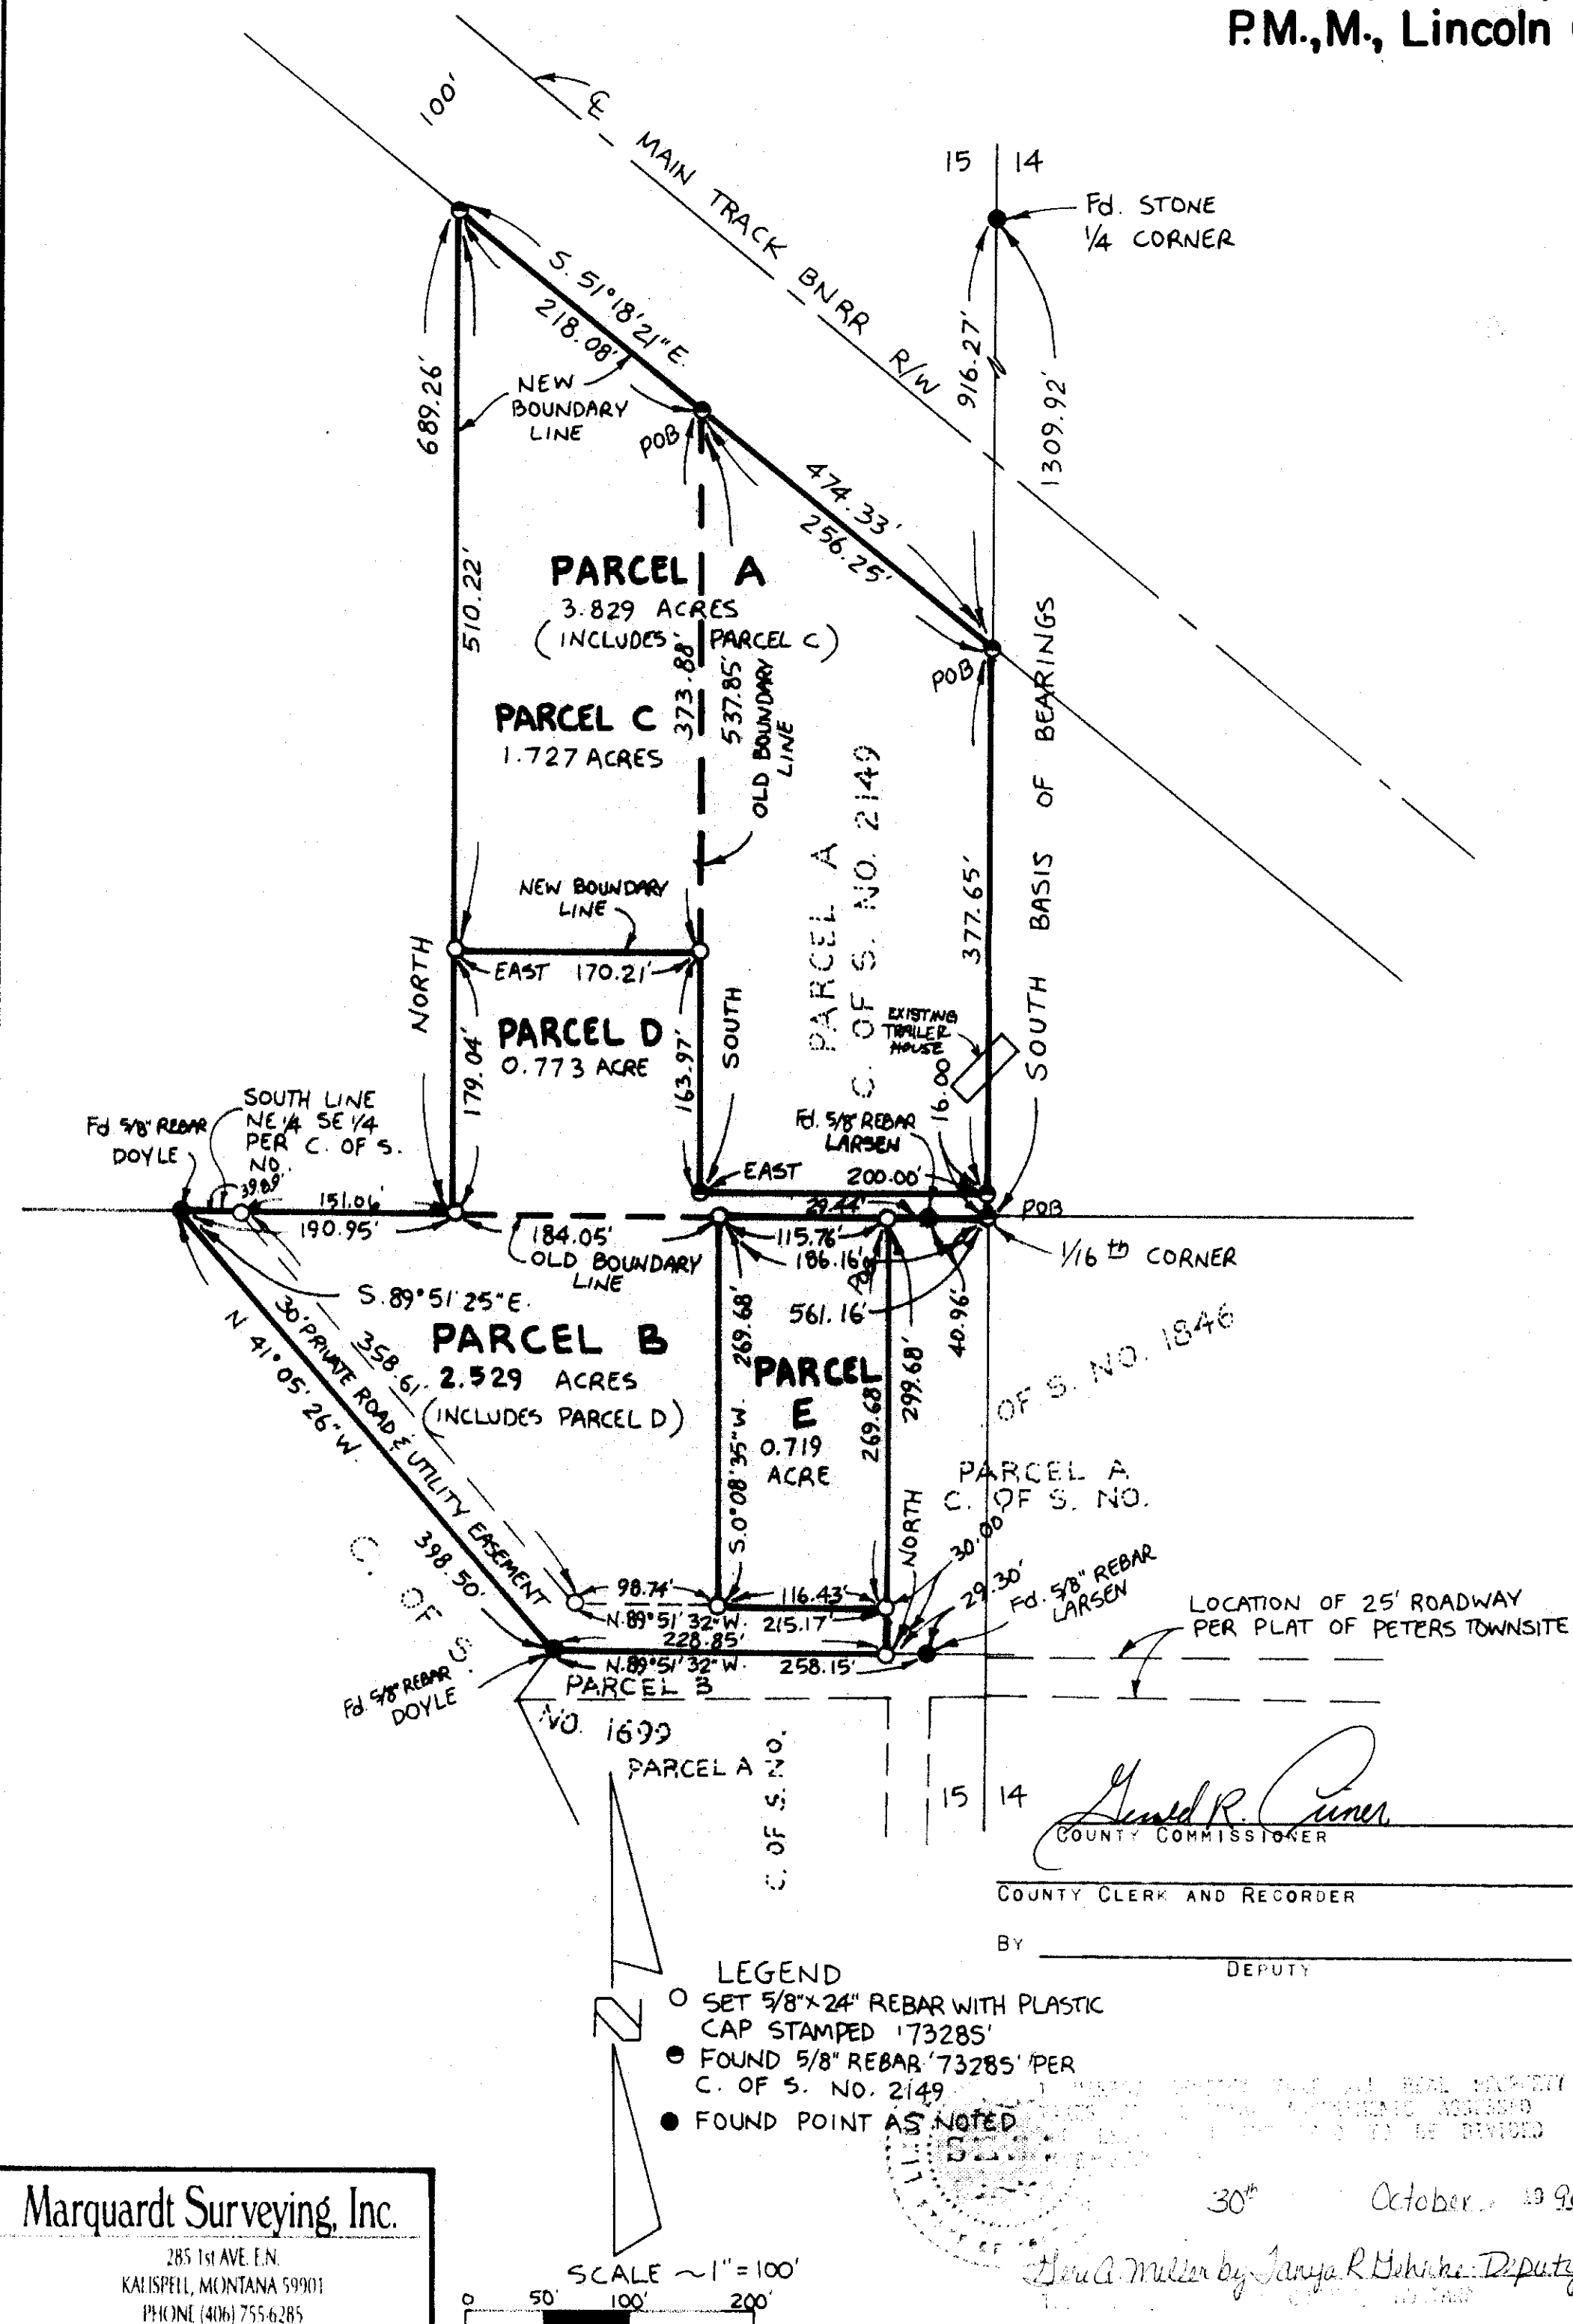 P.M.,M., Lincoln
100'
℄ MAIN TRACK BNRR R/W
15 14
Fd. STONE
1/4 CORNER
S. 51°18'21"E.
218.08'
689.26'
NEW
BOUNDARY
LINE
POB
916.27'
1309.92'
474.33'
256.25'
510.22'
PARCEL A
3.829 ACRES
(INCLUDES PARCEL C)
373.88'
537.85'
OLD BOUNDARY
LINE
POB
PARCEL C
1.727 ACRES
PARCEL A
C. OF S. NO. 2149
377.65'
SOUTH BASIS OF BEARINGS
NEW BOUNDARY
LINE
NORTH
EAST 170.21'
PARCEL D
0.773 ACRE
179.04'
163.97'
SOUTH
EXISTING
TRAILER
HOUSE
16.00'
Fd. 5/8" REBAR
LARSEN
Fd 5/8" REBAR
DOYLE
SOUTH LINE
NE 1/4 SE 1/4
PER C. OF S.
NO.
39.89'
151.06'
190.95'
EAST 200.00'
29.44'
POB
184.05'
OLD BOUNDARY
LINE
115.76'
186.16'
POB
561.16'
40.96'
1/16 th CORNER
S. 89°51'25"E.
N 41°05'26"W.
398.50'
30' PRIVATE ROAD & UTILITY EASEMENT
358.61'
PARCEL B
2.529 ACRES
(INCLUDES PARCEL D)
269.68'
S.0°08'35"W.
PARCEL
E
0.719
ACRE
269.68'
299.68'
NORTH
OF S. NO. 1846
PARCEL A
C. OF S. NO.
30.00'
29.30'
Fd. 5/8" REBAR
LARSEN
98.74'
116.43'
N.89°51'32"W. 215.17'
228.85'
N.89°51'32"W. 258.15'
LOCATION OF 25' ROADWAY
PER PLAT OF PETERS TOWNSITE
Fd. 5/8" REBAR
DOYLE
C. OF S.
PARCEL B
NO. 1699
PARCEL A
C. OF S. NO.
15 14
COUNTY COMMISSIONER
COUNTY CLERK AND RECORDER
BY
DEPUTY
N
LEGEND
SET 5/8"x24" REBAR WITH PLASTIC
CAP STAMPED '7328S'
FOUND 5/8" REBAR '7328S' PER
C. OF S. NO. 2149
FOUND POINT AS NOTED
30th October 199
by Deputy
Marquardt Surveying, Inc.
285 1st AVE. E.N.
KALISPELL, MONTANA 59901
PHONE (406) 755-6285
SCALE ~ 1" = 100'
0 50' 100' 200'